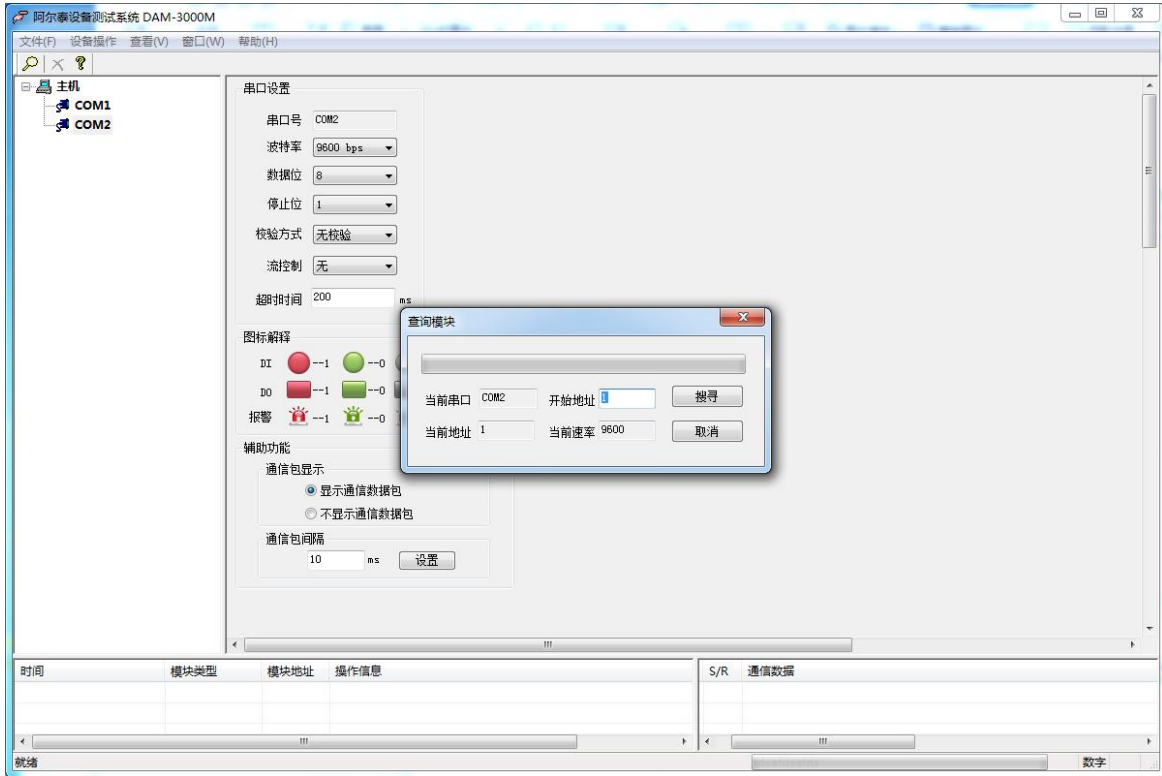 阿尔泰设备测试系统 DAM-3000M
文件(F) 设备操作 查看(V) 窗口(W) 帮助(H)
主机
COM1
COM2
串口设置
串口号 COM2
波特率 9600 bps
数据位 8
停止位 1
校验方式 无校验
流控制 无
超时时间 200 ms
图标解释
DI --1 --0
DO --1 --0
报警 --1 --0
辅助功能
通信包显示
显示通信数据包
不显示通信数据包
通信包间隔
10 ms 设置
查询模块
当前串口 COM2 开始地址 1 搜寻
当前地址 1 当前速率 9600 取消
时间 模块类型 模块地址 操作信息 S/R 通信数据
就绪 数字